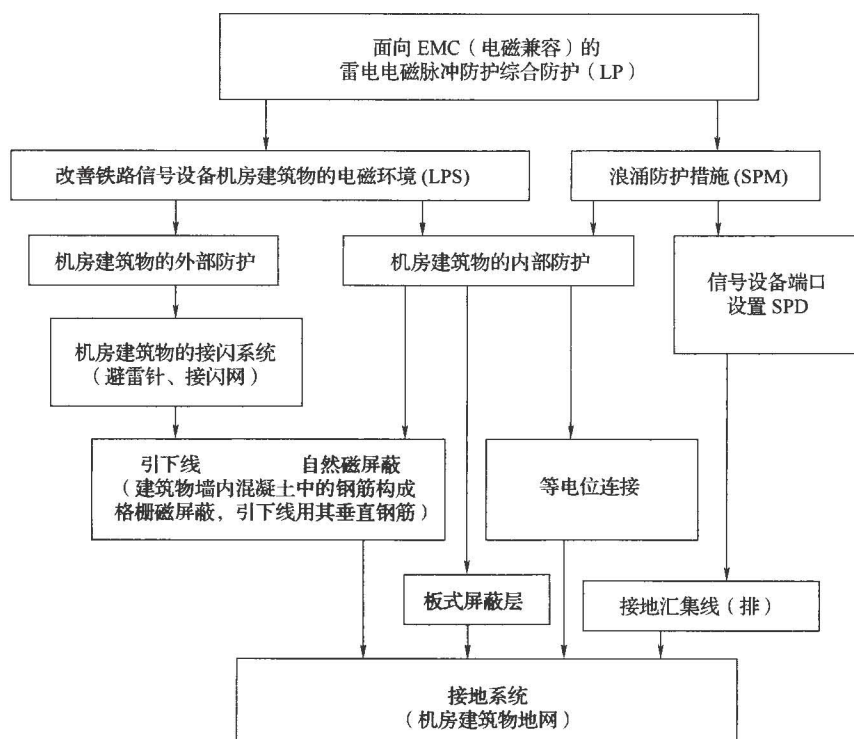 面向 EMC（电磁兼容）的
雷电电磁脉冲防护综合防护（LP）
改善铁路信号设备机房建筑物的电磁环境 (LPS)
浪涌防护措施 (SPM)
机房建筑物的外部防护
机房建筑物的内部防护
信号设备端口
设置 SPD
机房建筑物的接闪系统
（避雷针、接闪网）
引下线 自然磁屏蔽
（建筑物墙内混凝土中的钢筋构成
格栅磁屏蔽，引下线用其垂直钢筋）
等电位连接
板式屏蔽层
接地汇集线（排）
接地系统
（机房建筑物地网）